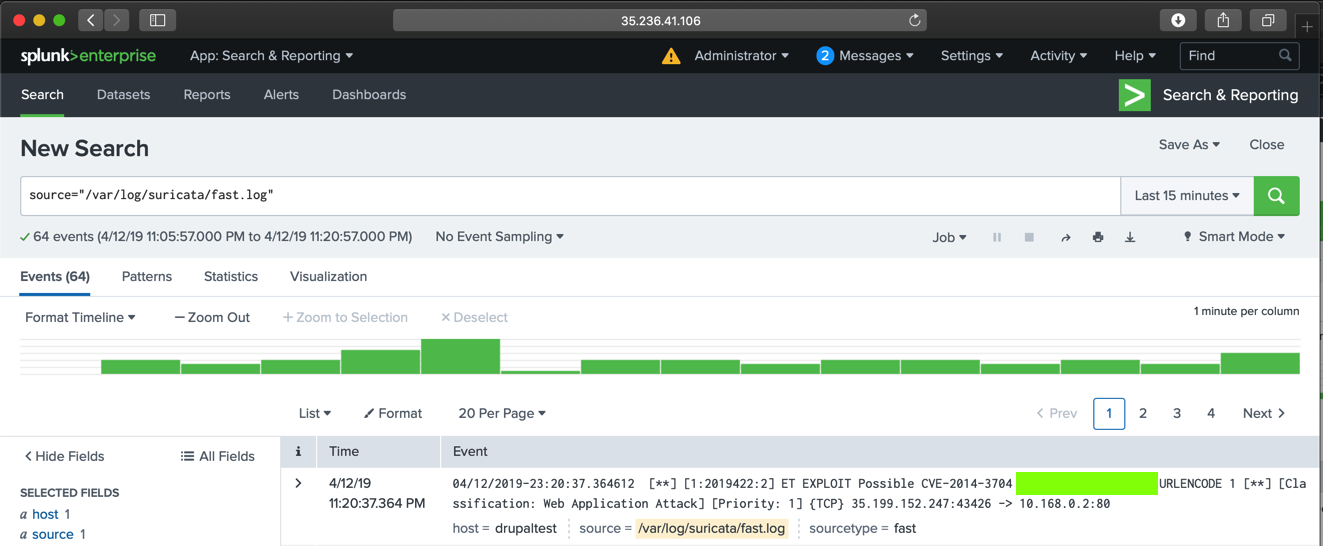 35.236.41.106
splunk>enterprise App: Search & Reporting Administrator 2 Messages Settings Activity Help Find
Search Datasets Reports Alerts Dashboards Search & Reporting
New Search Save As Close
source="/var/log/suricata/fast.log" Last 15 minutes
64 events (4/12/19 11:05:57.000 PM to 4/12/19 11:20:57.000 PM) No Event Sampling Job Smart Mode
Events (64) Patterns Statistics Visualization
Format Timeline — Zoom Out + Zoom to Selection × Deselect 1 minute per column
List Format 20 Per Page < Prev 1 2 3 4 Next >
< Hide Fields All Fields i Time Event
SELECTED FIELDS
a host 1
a source 1
> 4/12/19 04/12/2019-23:20:37.364612 [**] [1:2019422:2] ET EXPLOIT Possible CVE-2014-3704 URLENCODE 1 [**] [Cla
11:20:37.364 PM ssification: Web Application Attack] [Priority: 1] {TCP} 35.199.152.247:43426 -> 10.168.0.2:80
host = drupaltest source = /var/log/suricata/fast.log sourcetype = fast